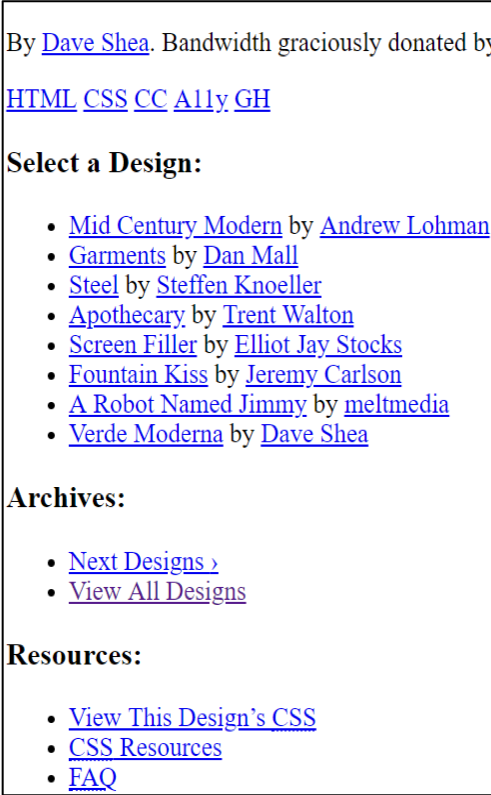 By Dave Shea. Bandwidth graciously donated by
HTML CSS CC A11y GH
Select a Design:
Mid Century Modern by Andrew Lohman
Garments by Dan Mall
Steel by Steffen Knoeller
Apothecary by Trent Walton
Screen Filler by Elliot Jay Stocks
Fountain Kiss by Jeremy Carlson
A Robot Named Jimmy by meltmedia
Verde Moderna by Dave Shea
Archives:
Next Designs ›
View All Designs
Resources:
View This Design’s CSS
CSS Resources
FAQ